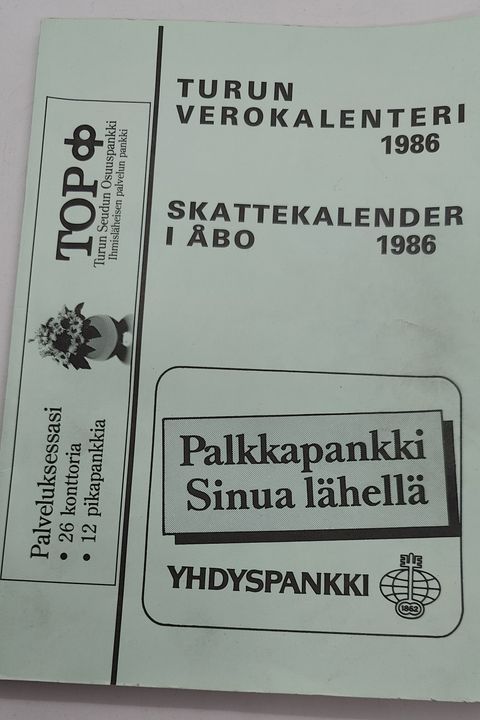 TURUN
VEROKALENTERI
1986
SKATTEKALENDER
I ÅBO 1986
TOP
Turun Seudun Osuuspankki
Ihmisläheisen palvelun pankki
Palveluksessasi
• 26 konttoria
• 12 pikapankkia
Palkkapankki
Sinua lähellä
YHDYSPANKKI
1862